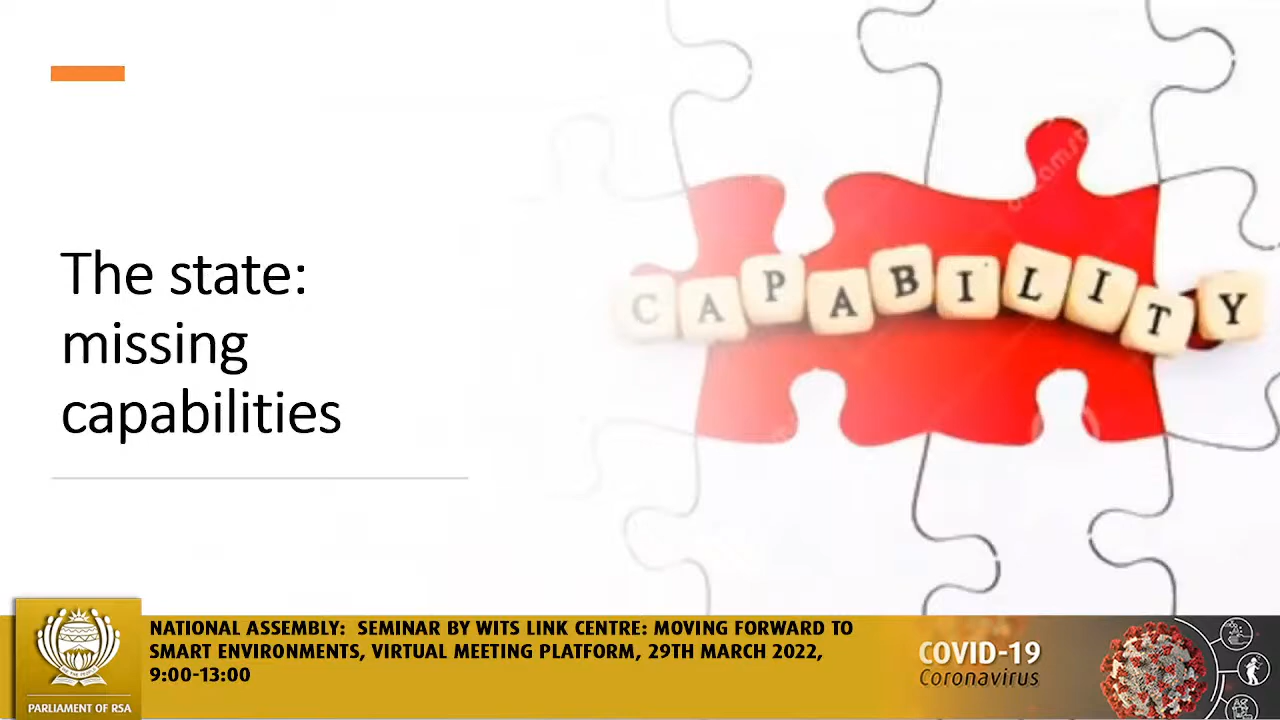 The state:
missing
capabilities
CAPABILITY
NATIONAL ASSEMBLY: SEMINAR BY WITS LINK CENTRE: MOVING FORWARD TO
SMART ENVIRONMENTS, VIRTUAL MEETING PLATFORM, 29TH MARCH 2022,
9:00-13:00
PARLIAMENT OF RSA
COVID-19
Coronavirus